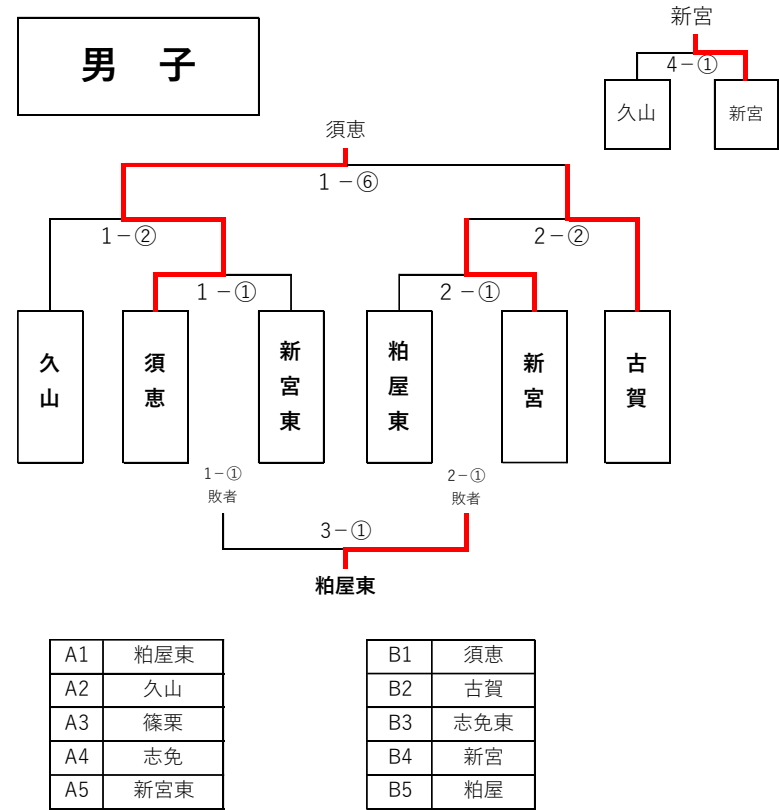 男 子
新宮
4－①
久山 新宮
須恵
1－⑥
1－② 2－②
1－① 2－①
久山 須恵 新宮東 粕屋東 新宮 古賀
1－① 2－①
敗者 敗者
3－①
粕屋東
A1 粕屋東 B1 須恵
A2 久山 B2 古賀
A3 篠栗 B3 志免東
A4 志免 B4 新宮
A5 新宮東 B5 粕屋